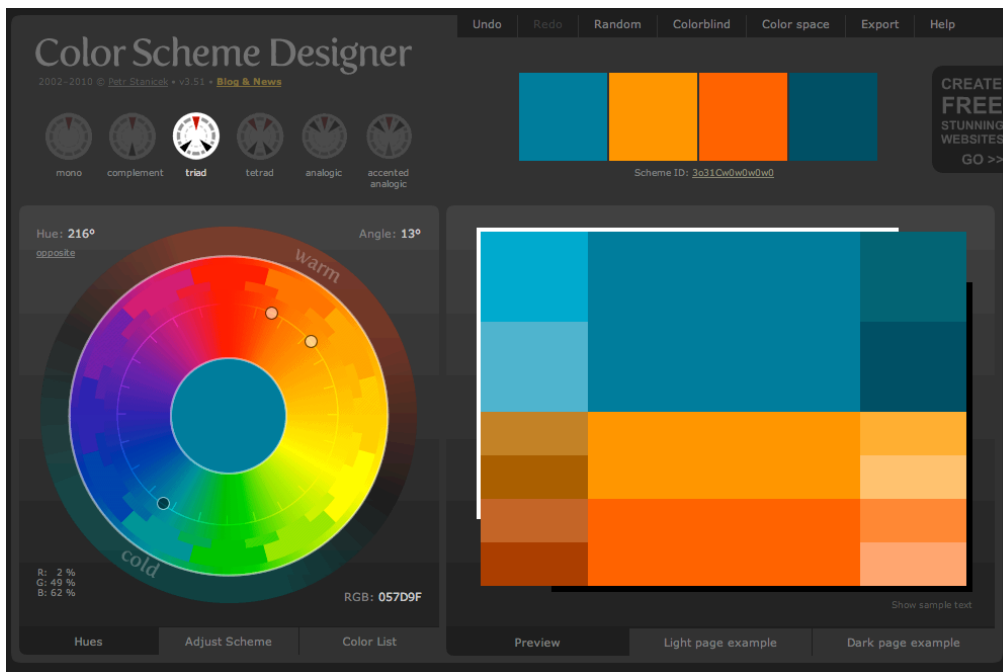 Undo Redo Random Colorblind Color space Export Help
Color Scheme Designer
2002–2010 © Petr Stanicek • v3.51 • Blog & News
CREATE
FREE
STUNNING
WEBSITES
GO >>
mono complement triad tetrad analogic accented
analogic
Scheme ID: 3o31Cw0w0w0w0
Hue: 216º Angle: 13º
opposite
warm
cold
R: 2 %
G: 49 %
B: 62 %
RGB: 057D9F
Show sample text
Hues Adjust Scheme Color List
Preview Light page example Dark page example